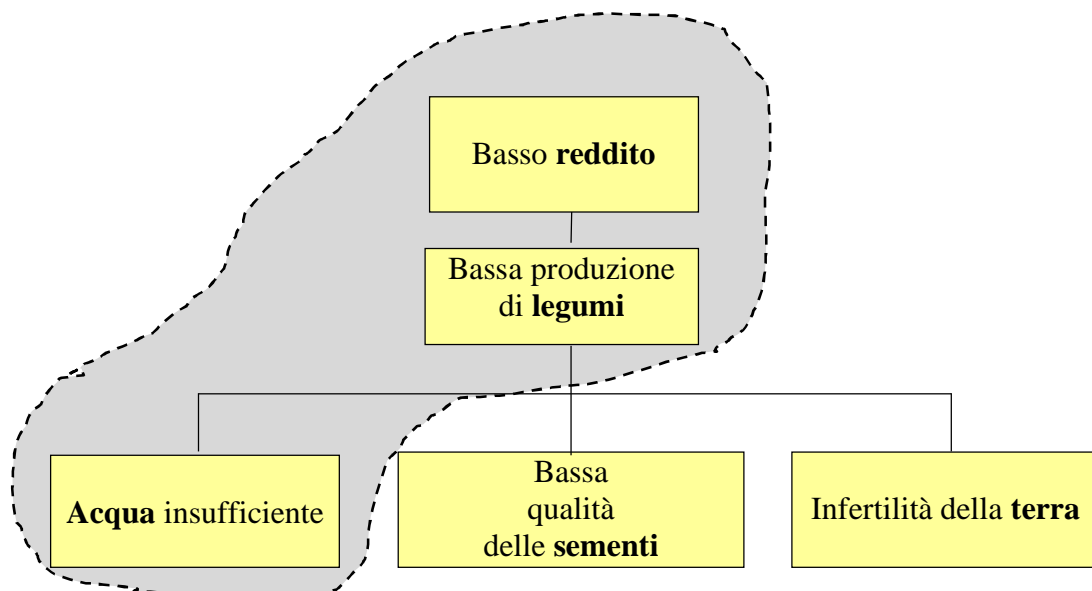 Basso reddito
Bassa produzione
di legumi
Acqua insufficiente
Bassa
qualità
delle sementi
Infertilità della terra